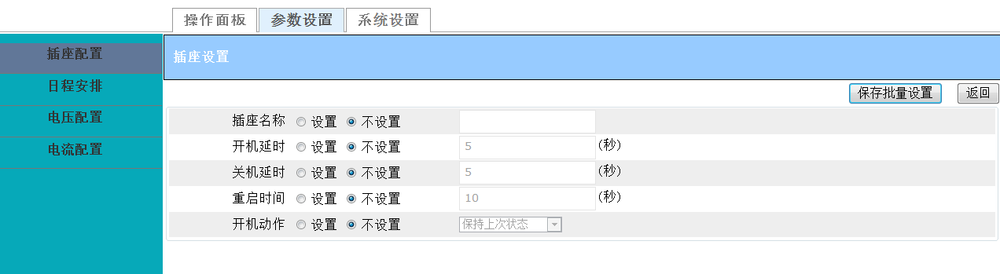 操作面板 参数设置 系统设置
插座配置
日程安排
电压配置
电流配置
插座设置
保存批量设置 返回
插座名称 设置 不设置
开机延时 设置 不设置 5 (秒)
关机延时 设置 不设置 5 (秒)
重启时间 设置 不设置 10 (秒)
开机动作 设置 不设置 保持上次状态